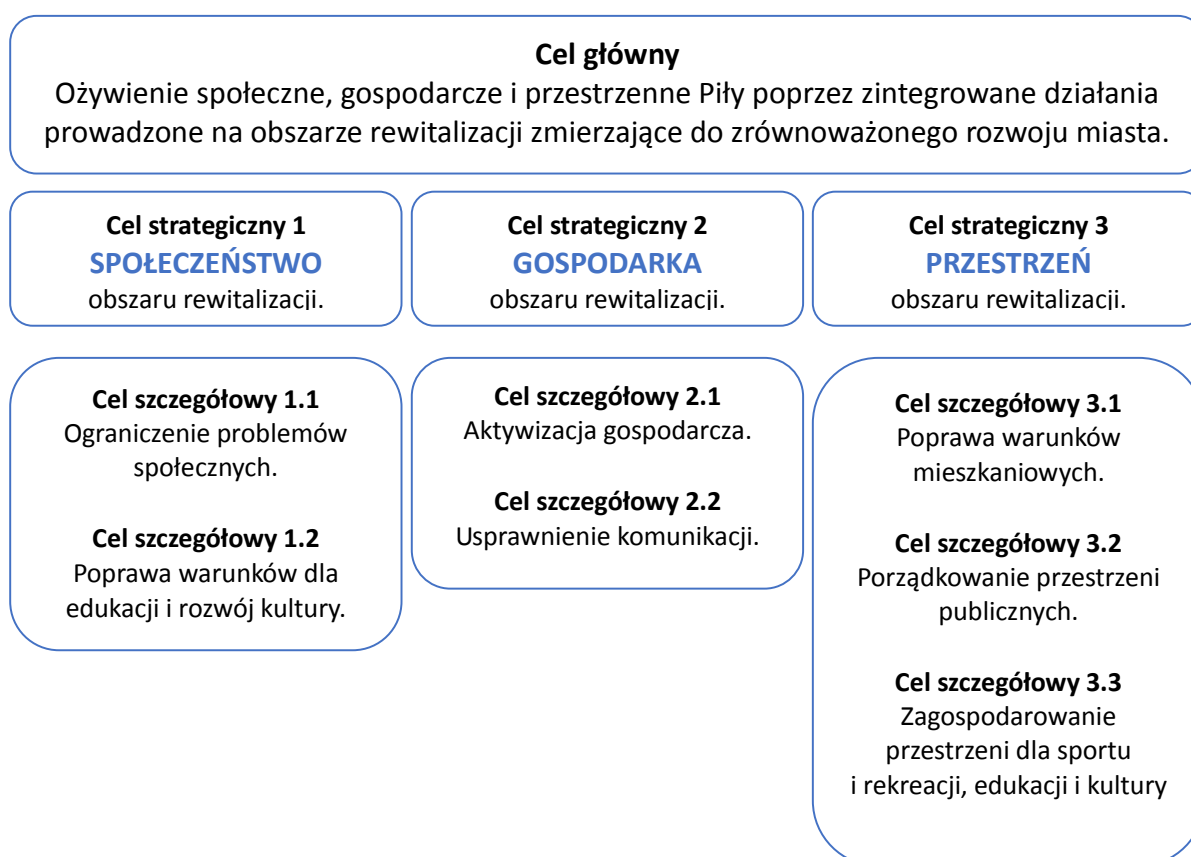 Cel główny
Ożywienie społeczne, gospodarcze i przestrzenne Piły poprzez zintegrowane działania
prowadzone na obszarze rewitalizacji zmierzające do zrównoważonego rozwoju miasta.
Cel strategiczny 1
SPOŁECZEŃSTWO
obszaru rewitalizacji.
Cel strategiczny 2
GOSPODARKA
obszaru rewitalizacji.
Cel strategiczny 3
PRZESTRZEŃ
obszaru rewitalizacji.
Cel szczegółowy 1.1
Ograniczenie problemów
społecznych.
Cel szczegółowy 1.2
Poprawa warunków dla
edukacji i rozwój kultury.
Cel szczegółowy 2.1
Aktywizacja gospodarcza.
Cel szczegółowy 2.2
Usprawnienie komunikacji.
Cel szczegółowy 3.1
Poprawa warunków
mieszkaniowych.
Cel szczegółowy 3.2
Porządkowanie przestrzeni
publicznych.
Cel szczegółowy 3.3
Zagospodarowanie
przestrzeni dla sportu
i rekreacji, edukacji i kultury